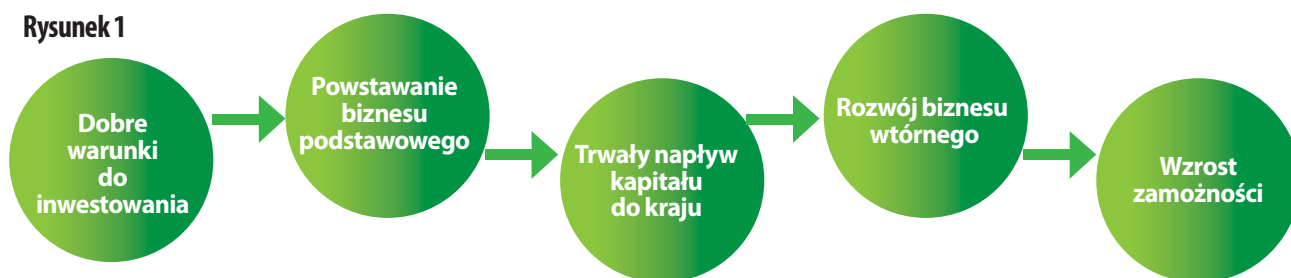 Rysunek 1
Dobre
warunki
do
inwestowania
Powstawanie
biznesu
podstawowego
Trwały napływ
kapitału
do kraju
Rozwój biznesu
wtórnego
Wzrost
zamożności